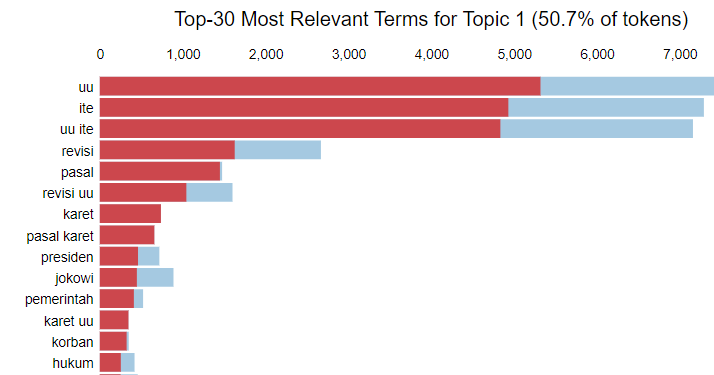 Top-30 Most Relevant Terms for Topic 1 (50.7% of tokens)
0 1,000 2,000 3,000 4,000 5,000 6,000 7,000
uu
ite
uu ite
revisi
pasal
revisi uu
karet
pasal karet
presiden
jokowi
pemerintah
karet uu
korban
hukum